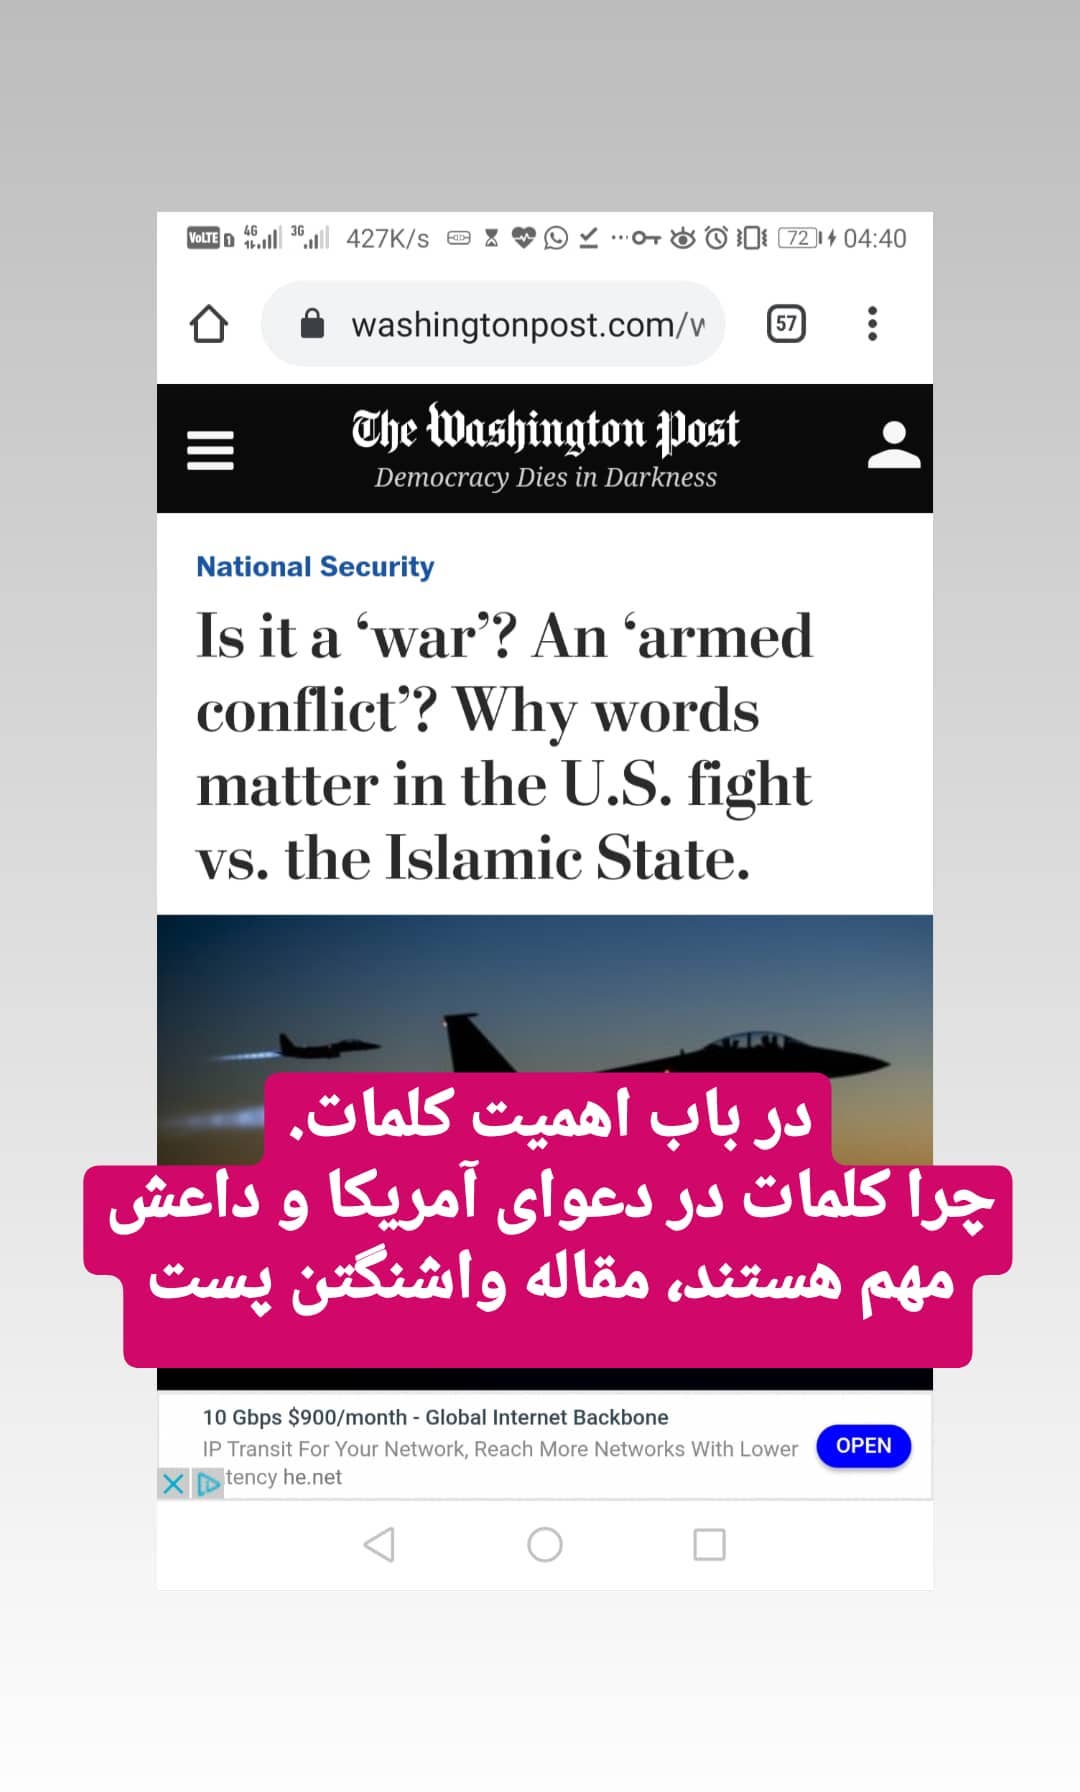 VoLTE 1 4G 3G 427K/s 72 04:40
washingtonpost.com/w
57
The Washington Post
Democracy Dies in Darkness
National Security
Is it a ‘war’? An ‘armed
conflict’? Why words
matter in the U.S. fight
vs. the Islamic State.
در باب اهمیت کلمات.
چرا کلمات در دعوای آمریکا و داعش
مهم هستند، مقاله واشنگتن پست
10 Gbps $900/month - Global Internet Backbone
IP Transit For Your Network, Reach More Networks With Lower
tency he.net
OPEN